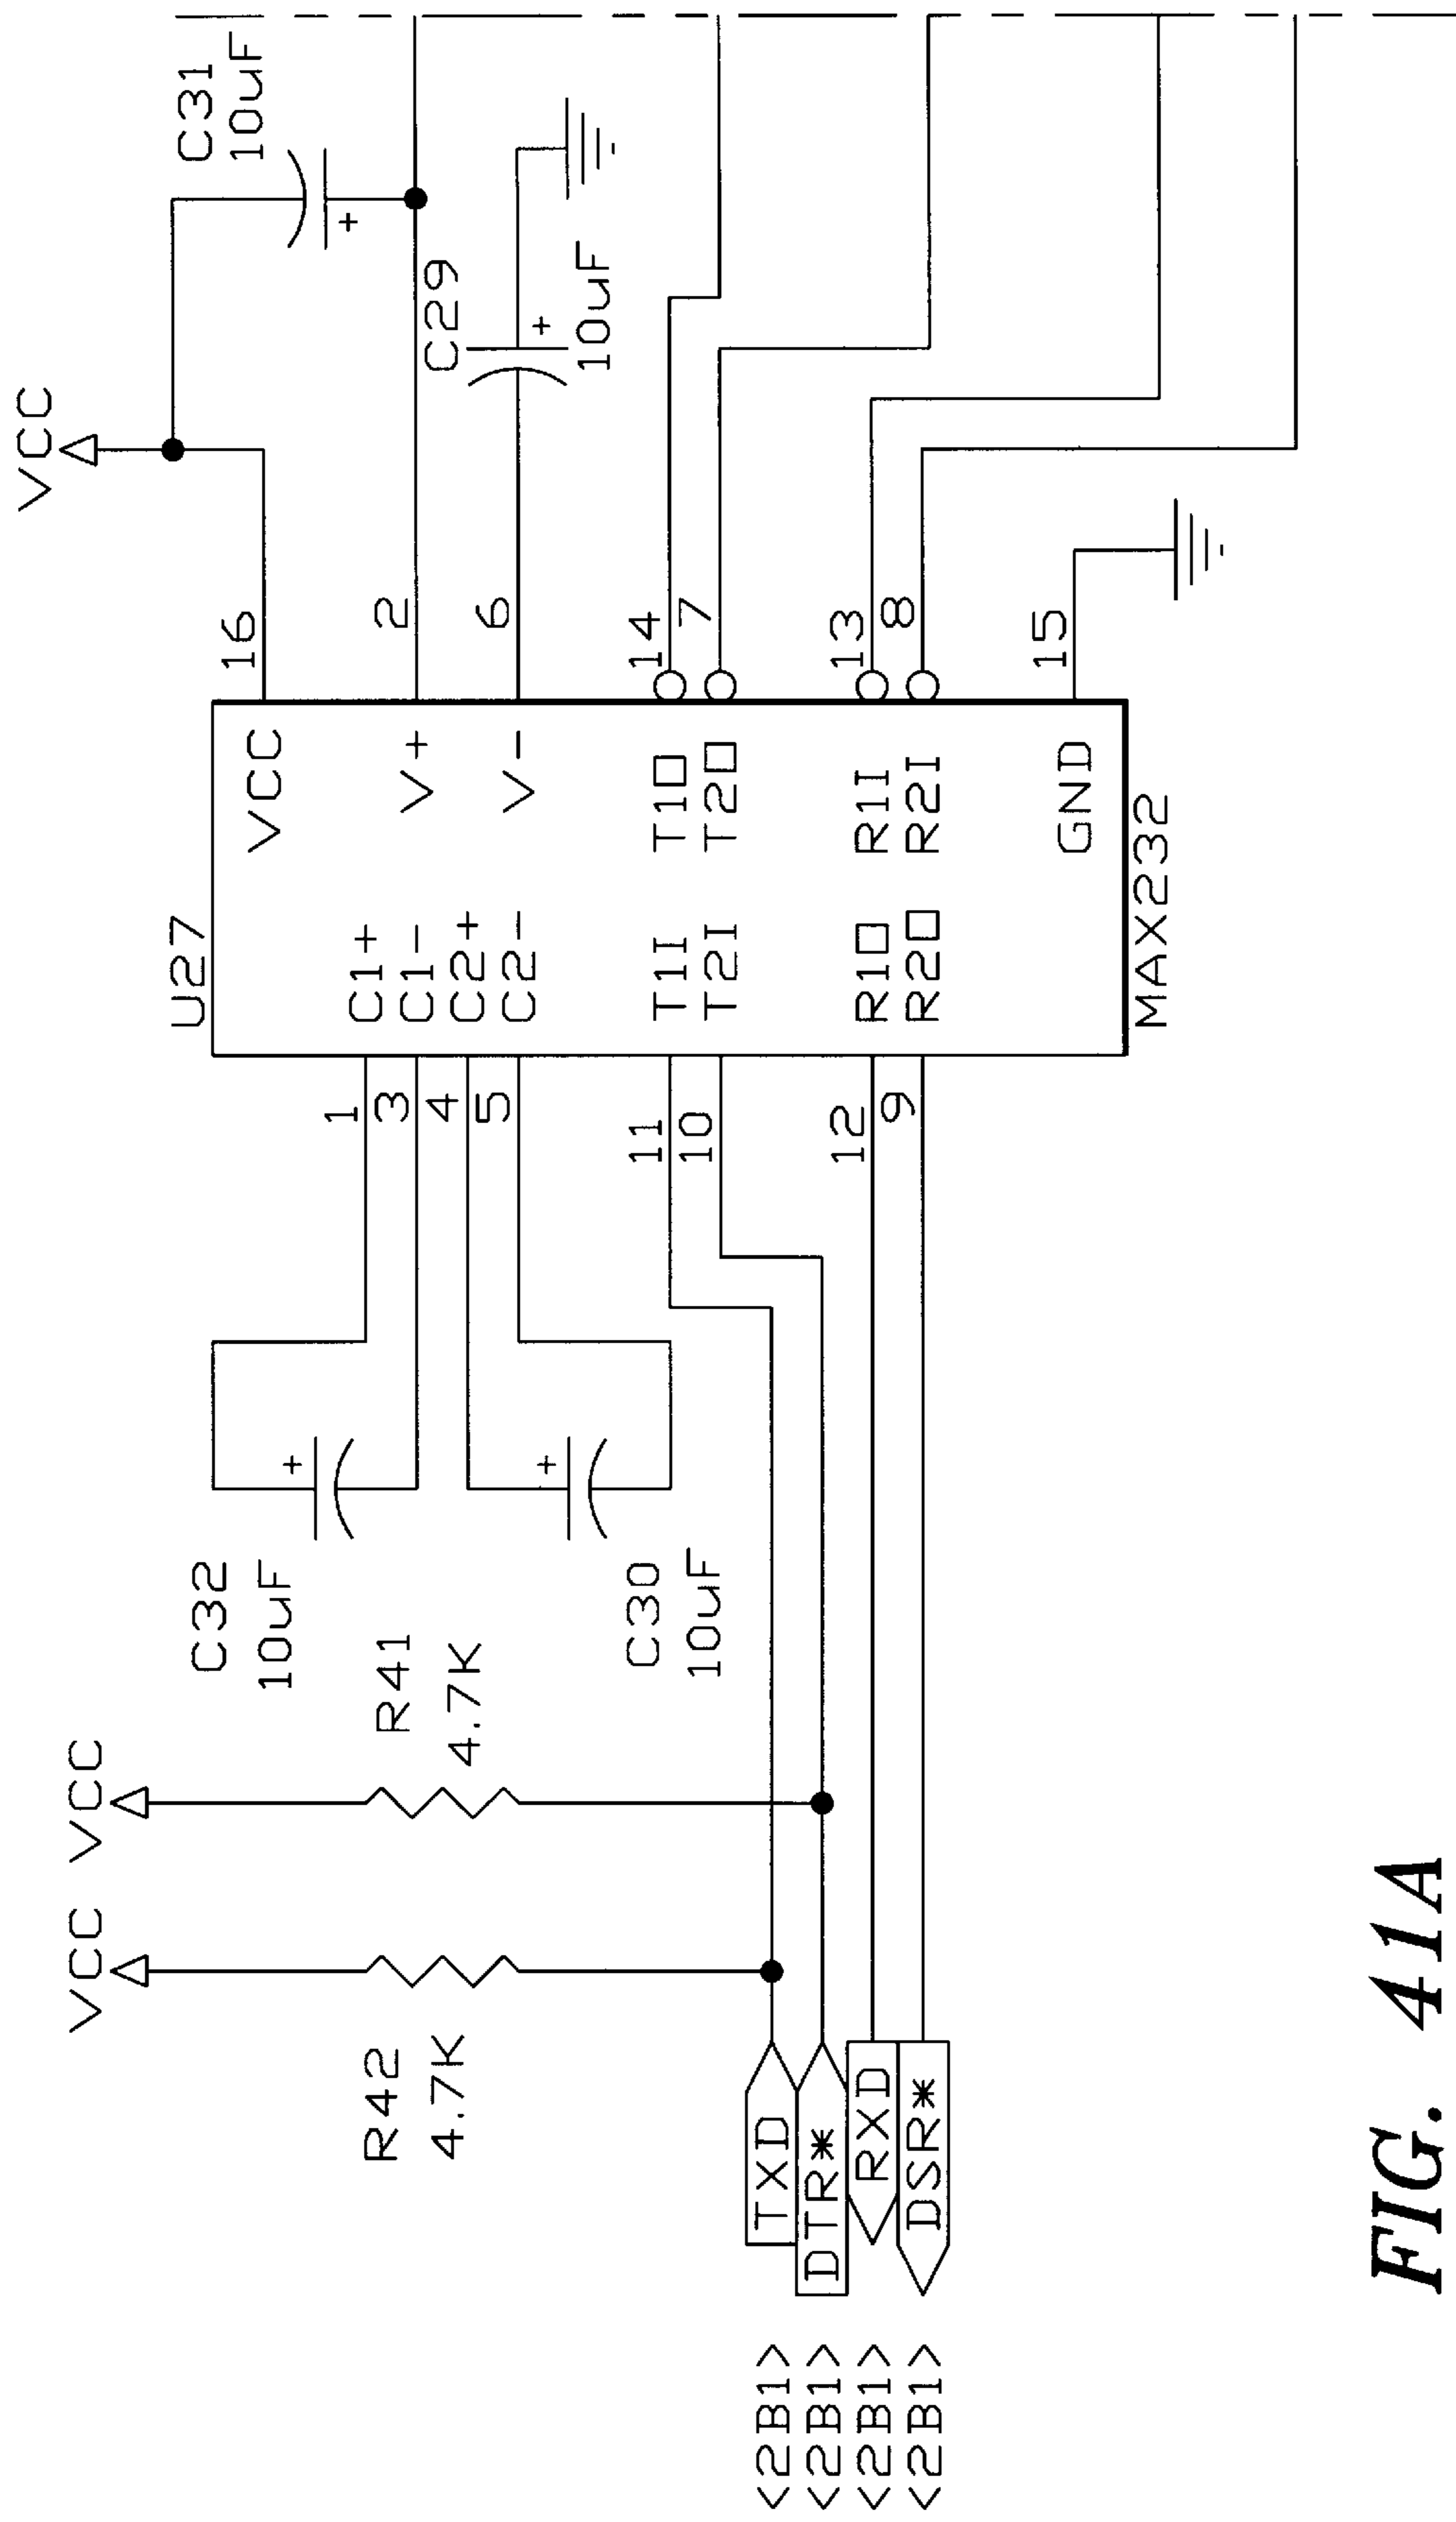 VCC
VCC
VCC
R42
4.7K
R41
4.7K
C32
10uF
C30
10uF
C31
10uF
C29
10uF
U27
1
3
4
5
11
10
12
9
C1+
C1-
C2+
C2-
T1I
T2I
R1O
R2O
VCC
V+
V-
T1O
T2O
R1I
R2I
GND
16
2
6
14
7
13
8
15
MAX232
<2B1> TXD
<2B1> DTR*
<2B1> RXD
<2B1> DSR*
FIG. 41A